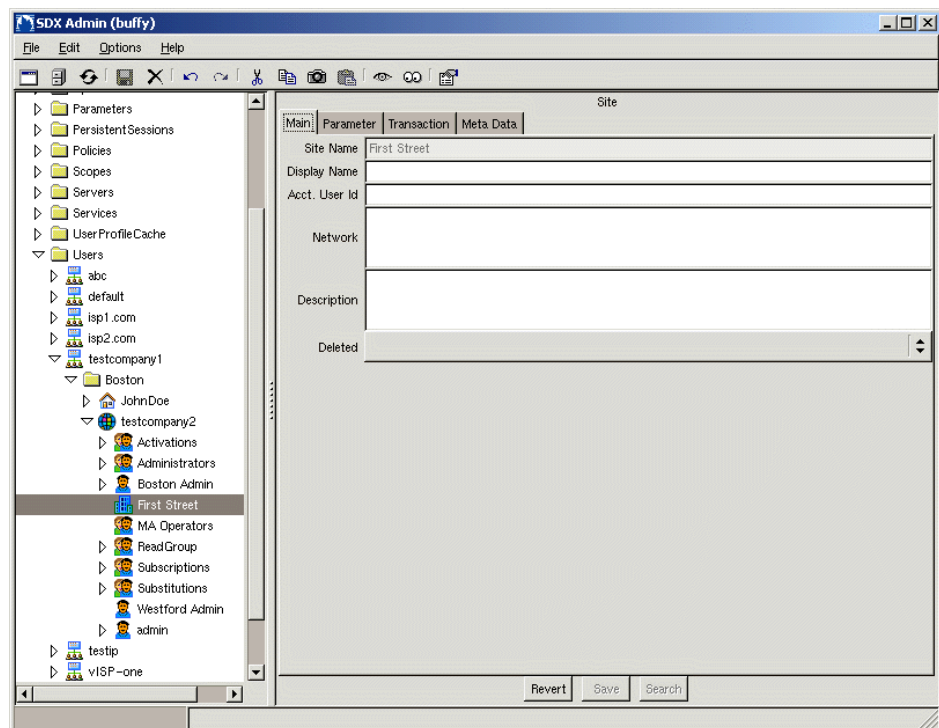 SDX Admin (buffy)
File Edit Options Help
Parameters
PersistentSessions
Policies
Scopes
Servers
Services
UserProfileCache
Users
abc
default
isp1.com
isp2.com
testcompany1
Boston
JohnDoe
testcompany2
Activations
Administrators
Boston Admin
First Street
MA Operators
ReadGroup
Subscriptions
Substitutions
Westford Admin
admin
testip
vISP-one
Site
Main Parameter Transaction Meta Data
Site Name First Street
Display Name
Acct. User Id
Network
Description
Deleted
Revert Save Search